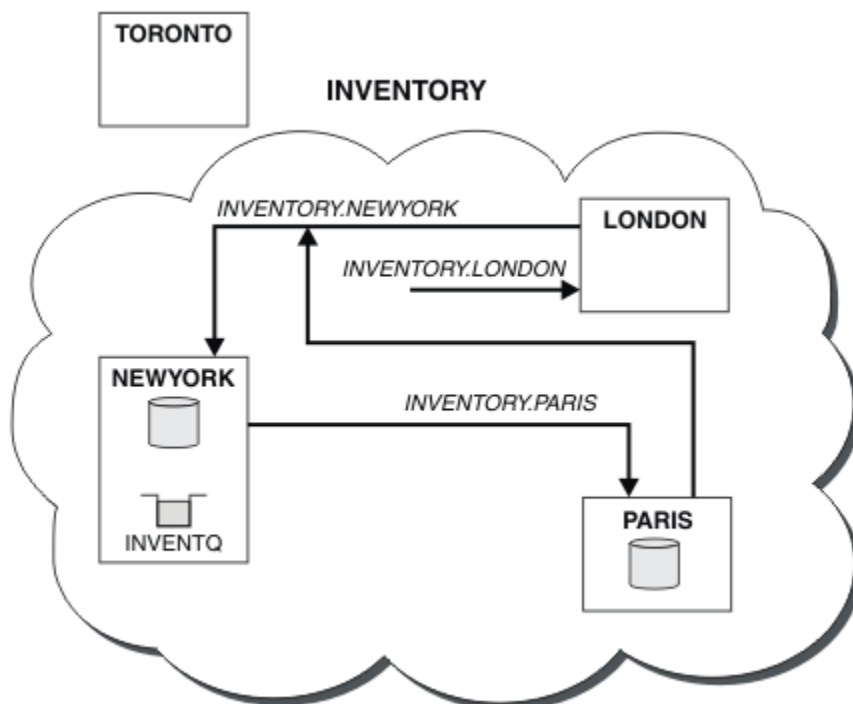 TORONTO
INVENTORY
INVENTORY.NEWYORK
LONDON
INVENTORY.LONDON
NEWYORK
INVENTORY.PARIS
PARIS
INVENTQ